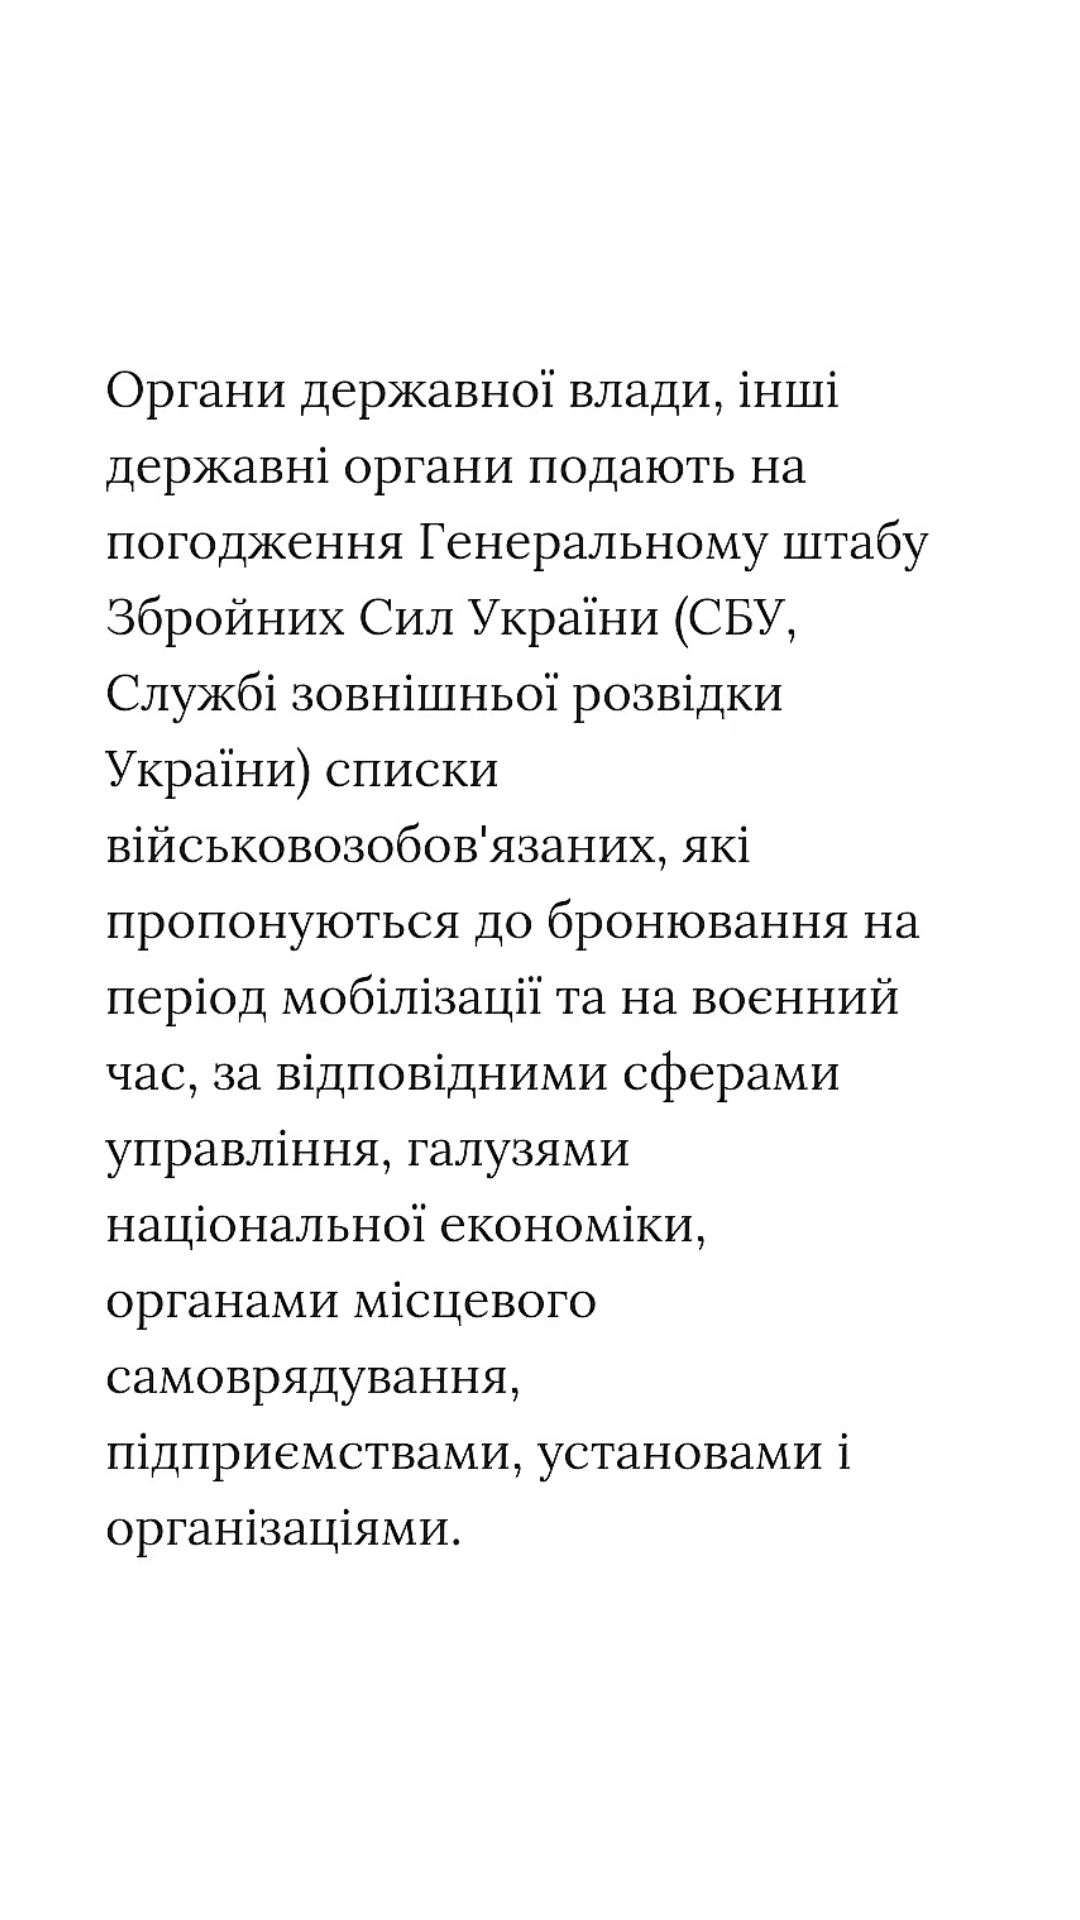 Органи державної влади, інші
державні органи подають на
погодження Генеральному штабу
Збройних Сил України (СБУ,
Службі зовнішньої розвідки
України) списки
військовозобов'язаних, які
пропонуються до бронювання на
період мобілізації та на воєнний
час, за відповідними сферами
управління, галузями
національної економіки,
органами місцевого
самоврядування,
підприємствами, установами і
організаціями.